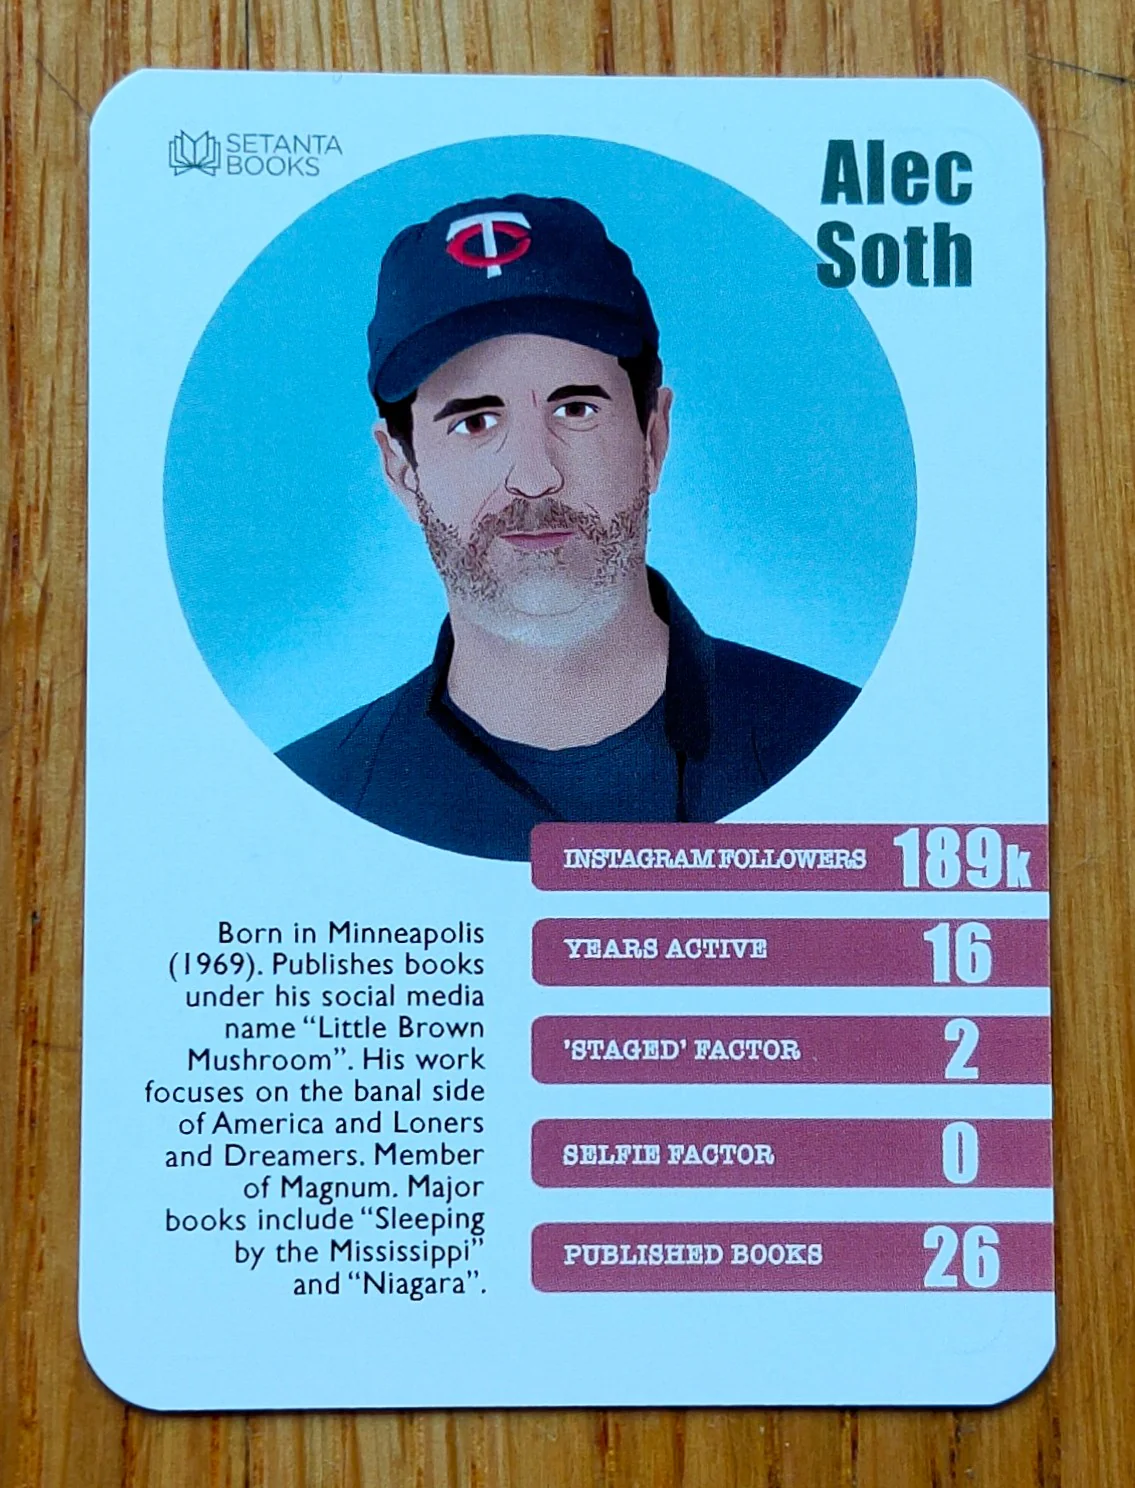 SETANTA
BOOKS
Alec
Soth
INSTAGRAM FOLLOWERS 189k
YEARS ACTIVE 16
'STAGED' FACTOR 2
SELFIE FACTOR 0
PUBLISHED BOOKS 26
Born in Minneapolis
(1969). Publishes books
under his social media
name “Little Brown
Mushroom”. His work
focuses on the banal side
of America and Loners
and Dreamers. Member
of Magnum. Major
books include “Sleeping
by the Mississippi”
and “Niagara”.